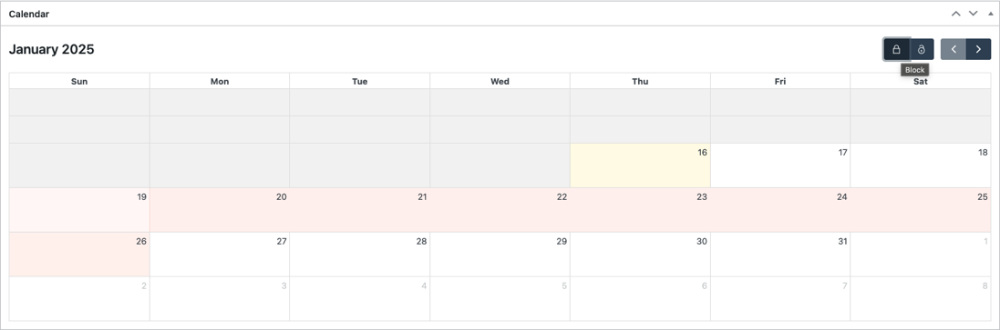 Calendar
January 2025
Block
Sun Mon Tue Wed Thu Fri Sat
16 17 18
19 20 21 22 23 24 25
26 27 28 29 30 31 1
2 3 4 5 6 7 8